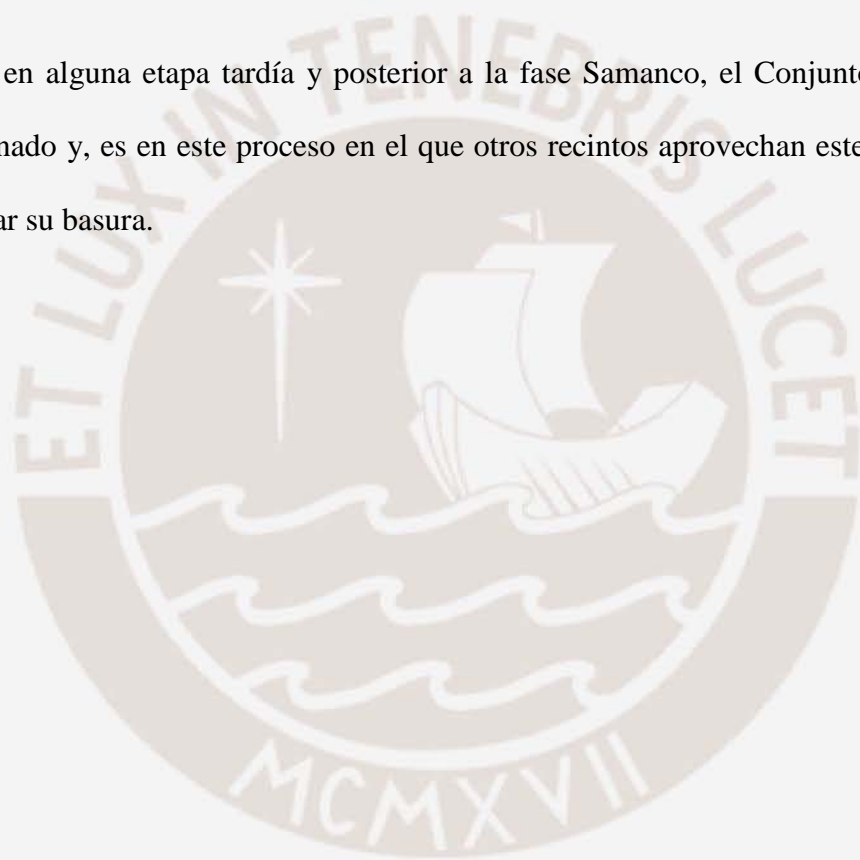 en alguna etapa tardía y posterior a la fase Samanco, el Conjunto
nado y, es en este proceso en el que otros recintos aprovechan este
ar su basura.
ET LUX IN TENEBRIS LUCET
MCMXVII